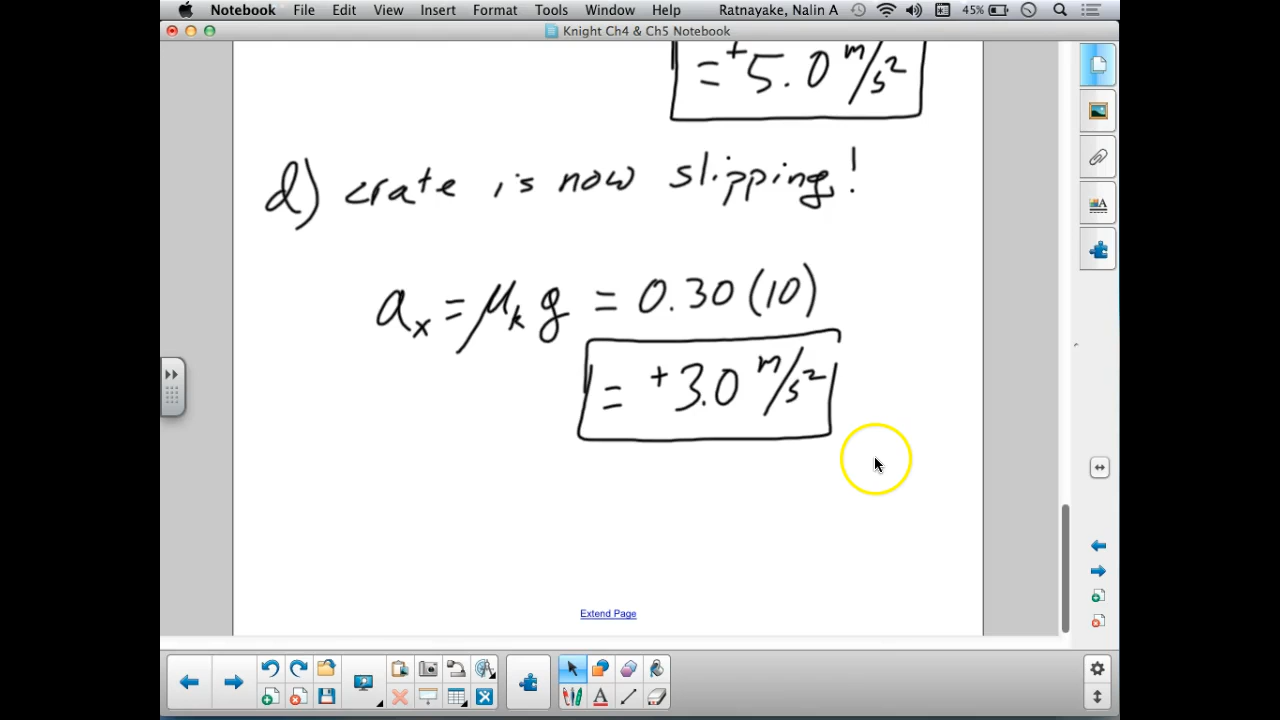 Notebook File Edit View Insert Format Tools Window Help Ratnayake, Nalin A 45%
Knight Ch4 & Ch5 Notebook
= +5.0 m/s²
d) crate is now slipping!
aₓ = μₖ g = 0.30 (10)
= +3.0 m/s²
Extend Page
A